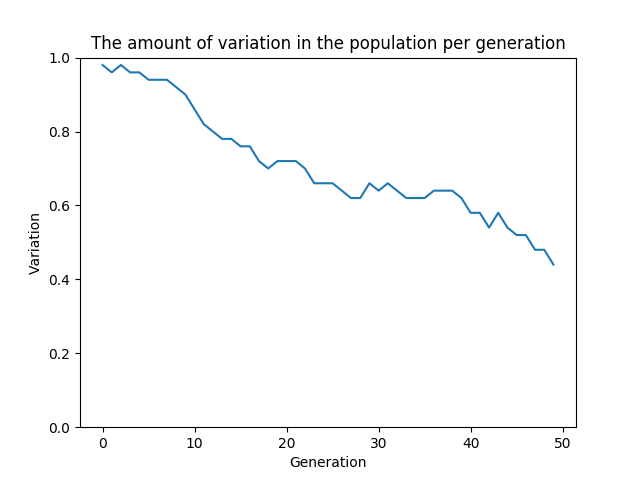 The amount of variation in the population per generation
1.0
0.8
0.6
0.4
0.2
0.0
Variation
0 10 20 30 40 50
Generation